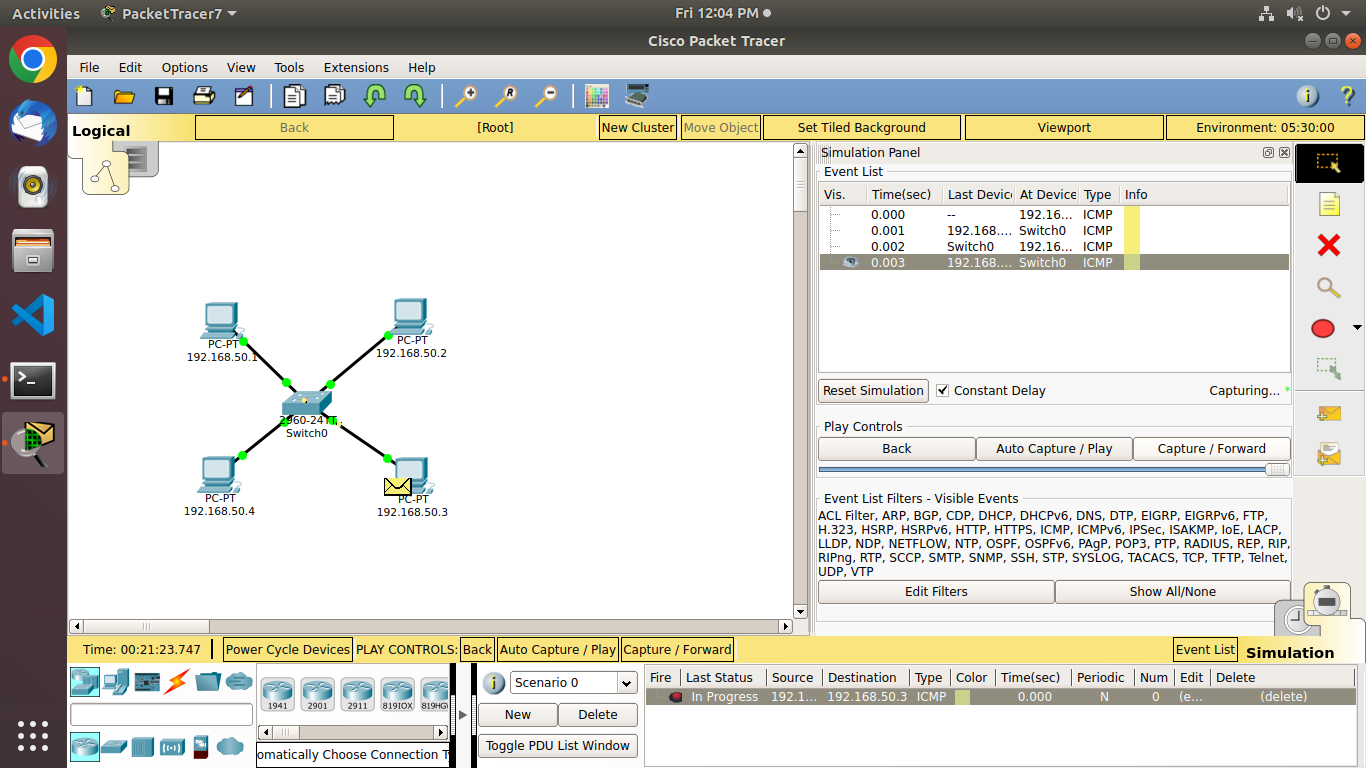 Activities PacketTracer7 Fri 12:04 PM
Cisco Packet Tracer
File Edit Options View Tools Extensions Help
Logical Back [Root] New Cluster Move Object Set Tiled Background Viewport Environment: 05:30:00
Simulation Panel
Event List
Vis. Time(sec) Last Device At Device Type Info
0.000 -- 192.16... ICMP
0.001 192.168.... Switch0 ICMP
0.002 Switch0 192.16... ICMP
0.003 192.168.... Switch0 ICMP
PC-PT
192.168.50.1
PC-PT
192.168.50.2
2960-24TT
Switch0
PC-PT
192.168.50.4
PC-PT
192.168.50.3
Reset Simulation Constant Delay Capturing... *
Play Controls
Back Auto Capture / Play Capture / Forward
Event List Filters - Visible Events
ACL Filter, ARP, BGP, CDP, DHCP, DHCPv6, DNS, DTP, EIGRP, EIGRPv6, FTP,
H.323, HSRP, HSRPv6, HTTP, HTTPS, ICMP, ICMPv6, IPSec, ISAKMP, IoE, LACP,
LLDP, NDP, NETFLOW, NTP, OSPF, OSPFv6, PAgP, POP3, PTP, RADIUS, REP, RIP,
RIPng, RTP, SCCP, SMTP, SNMP, SSH, STP, SYSLOG, TACACS, TCP, TFTP, Telnet,
UDP, VTP
Edit Filters Show All/None
Time: 00:21:23.747 Power Cycle Devices PLAY CONTROLS: Back Auto Capture / Play Capture / Forward Event List Simulation
1941 2901 2911 819IOX 819HGW
omatically Choose Connection T
Scenario 0
New Delete
Toggle PDU List Window
Fire Last Status Source Destination Type Color Time(sec) Periodic Num Edit Delete
In Progress 192.1... 192.168.50.3 ICMP 0.000 N 0 (e... (delete)